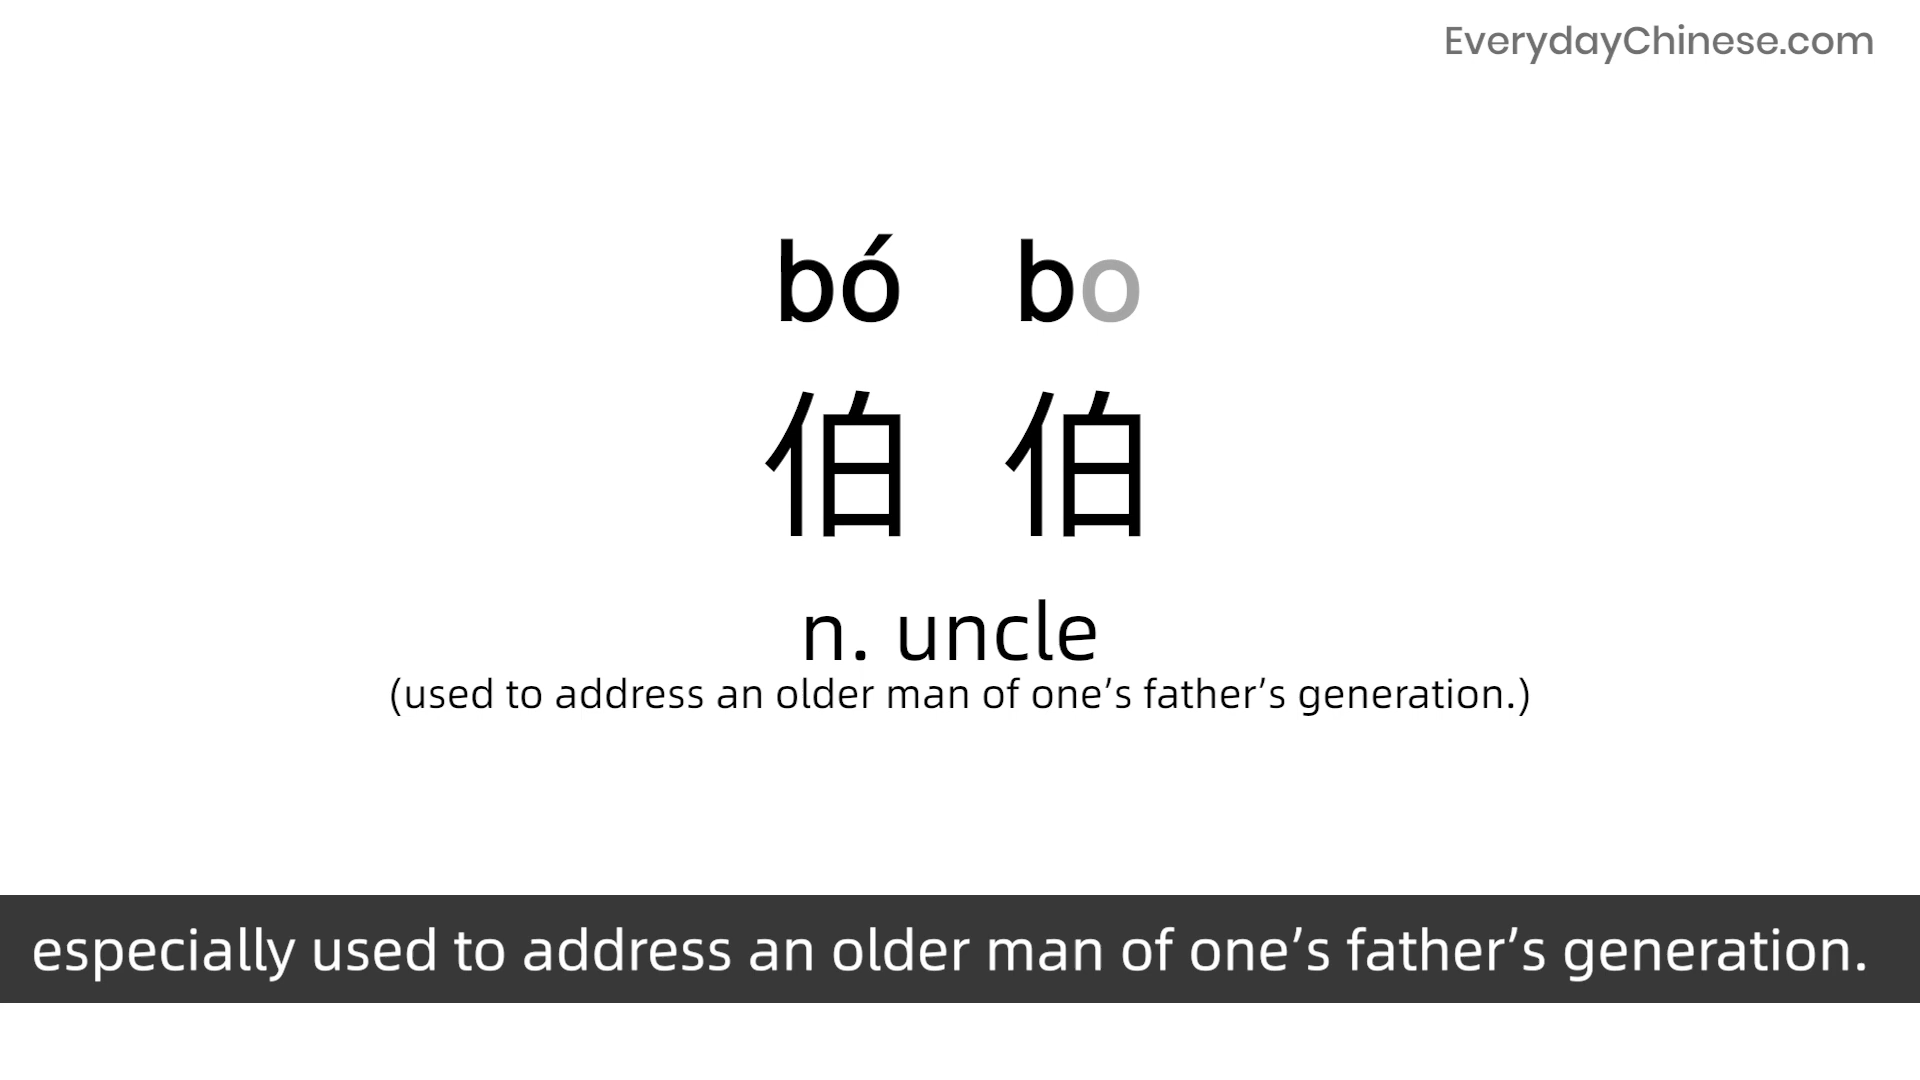 EverydayChinese.com
bó bo
伯 伯
n. uncle
(used to address an older man of one’s father’s generation.)
especially used to address an older man of one’s father’s generation.